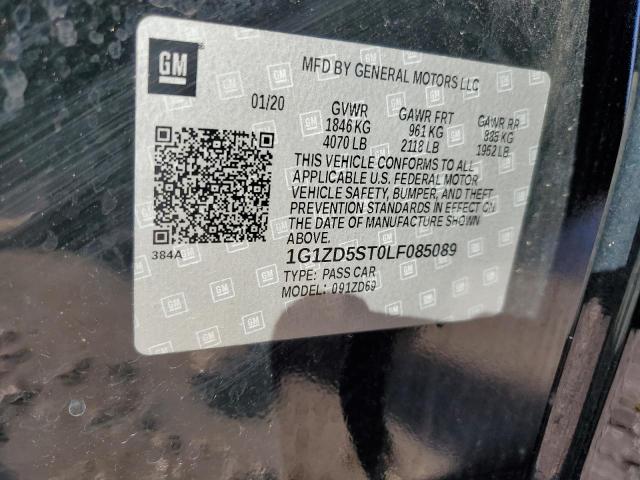 GM
MFD BY GENERAL MOTORS LLC
01/20 GVWR GAWR FRT GAWR RR
1846 KG 961 KG 885 KG
4070 LB 2118 LB 1952 LB
THIS VEHICLE CONFORMS TO ALL
APPLICABLE U.S. FEDERAL MOTOR
VEHICLE SAFETY, BUMPER, AND THEFT
PREVENTION STANDARDS IN EFFECT ON
THE DATE OF MANUFACTURE SHOWN
ABOVE.
384A 1G1ZD5ST0LF085089
TYPE: PASS CAR
MODEL: 091ZD69